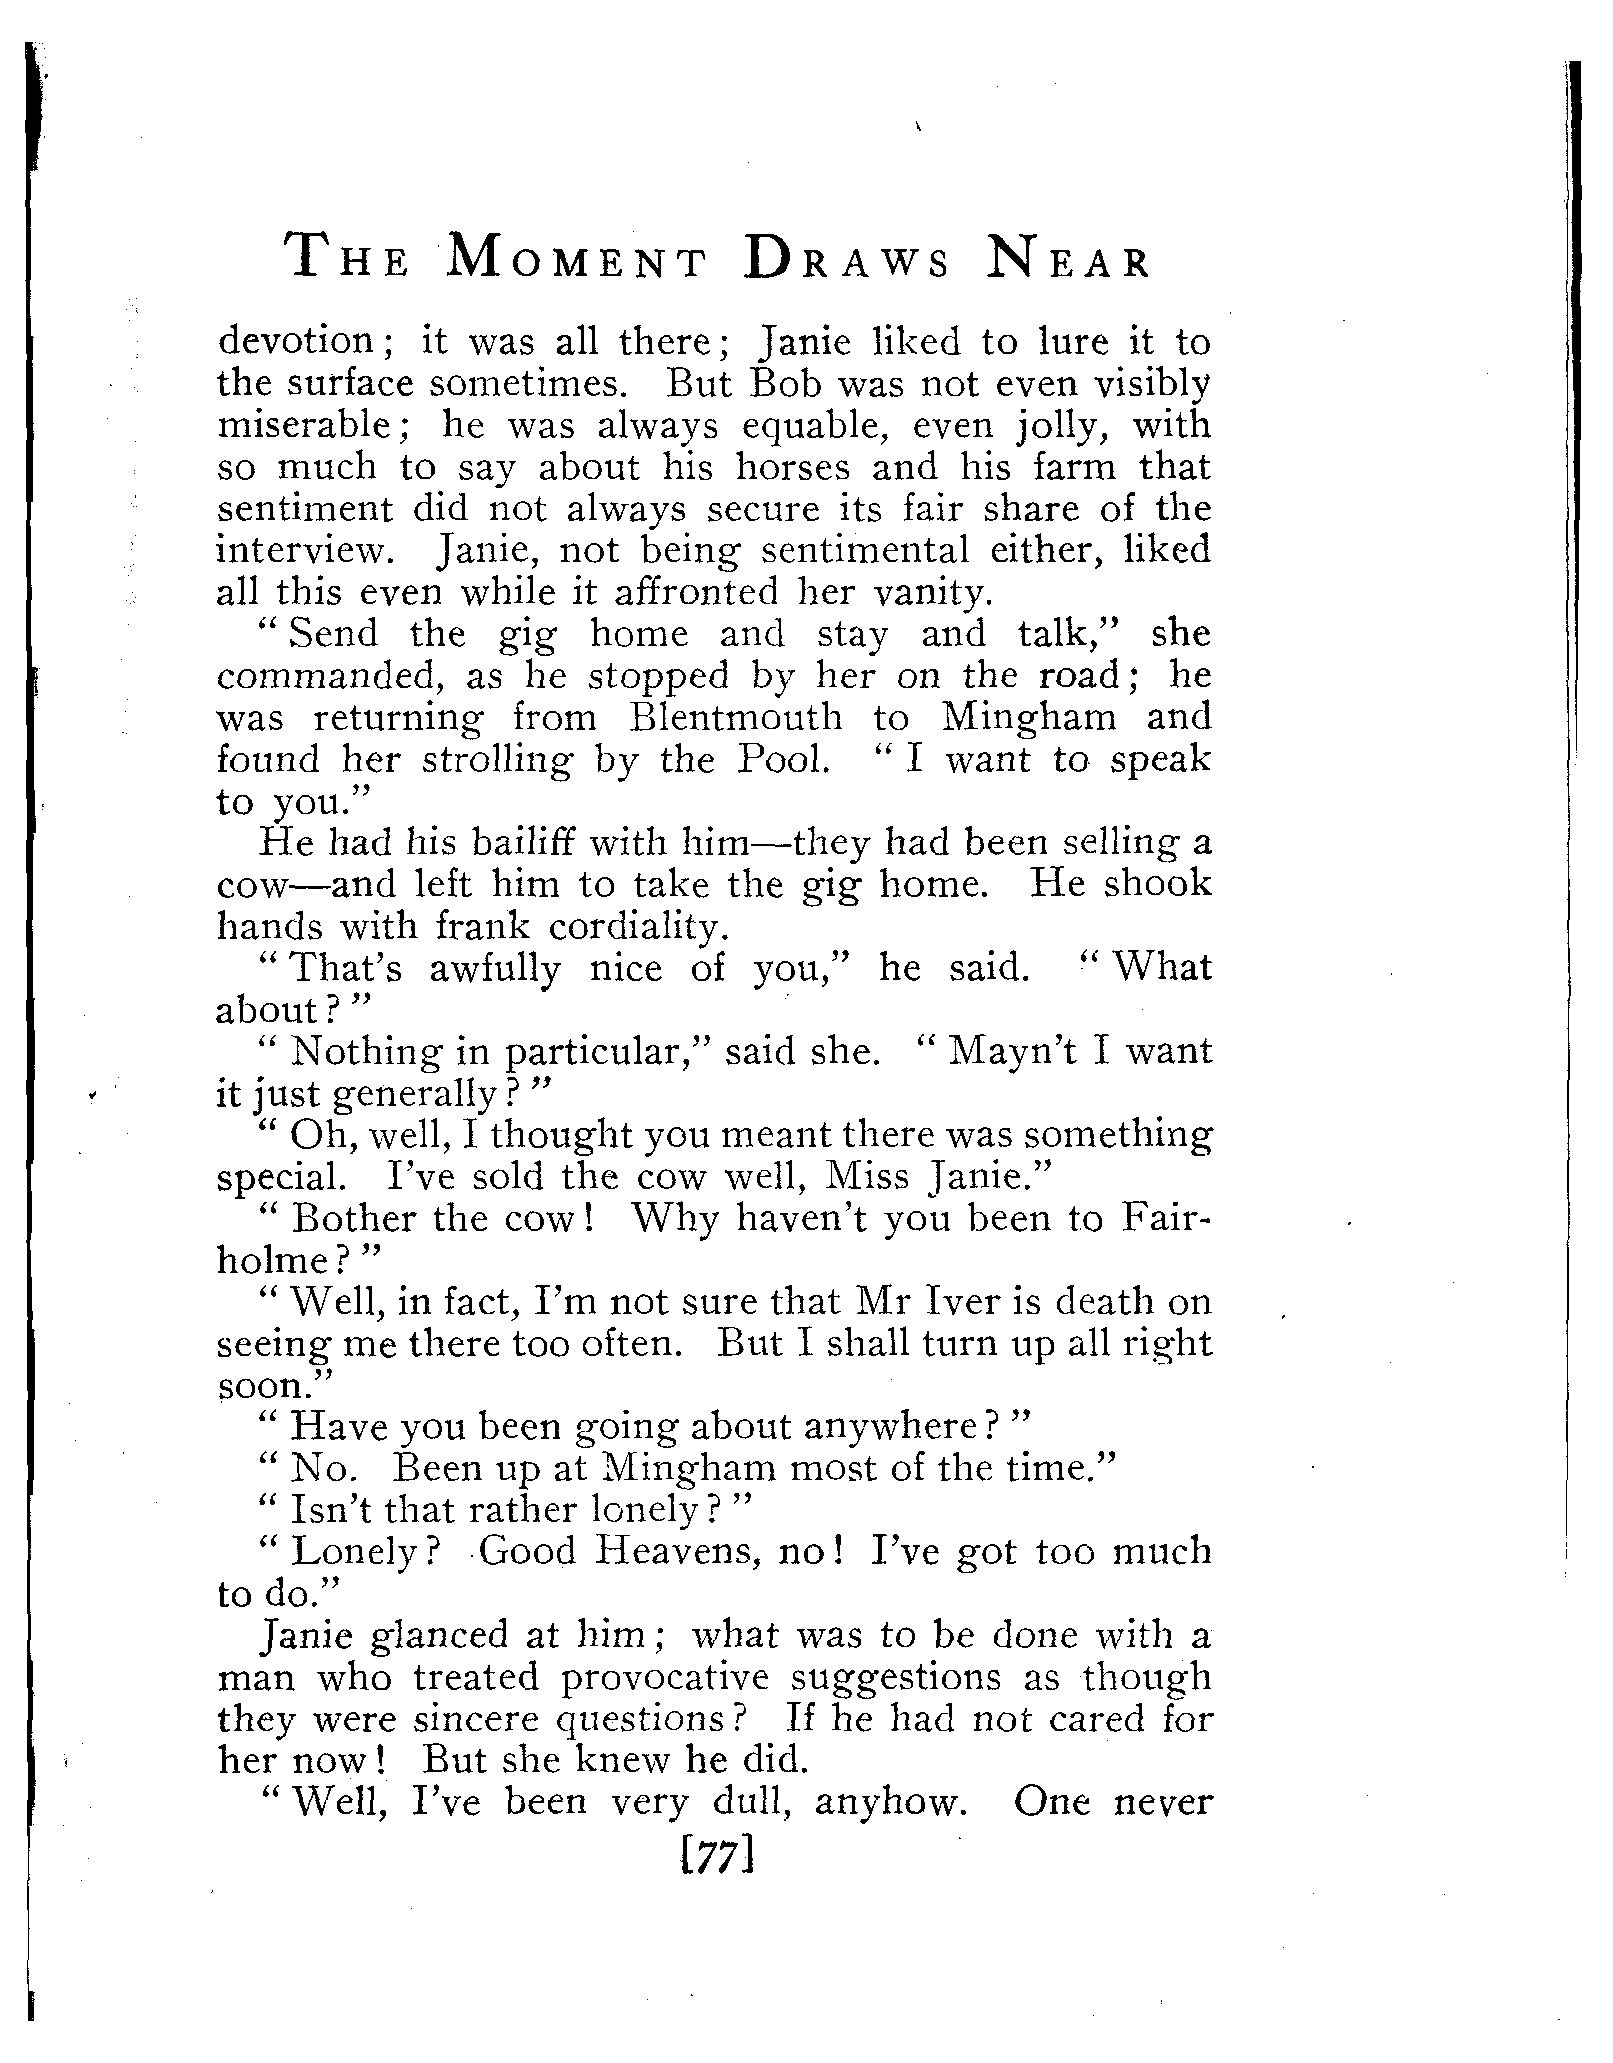 THE MOMENT DRAWS NEAR
devotion; it was all there; Janie liked to lure it to
the surface sometimes. But Bob was not even visibly
miserable; he was always equable, even jolly, with
so much to say about his horses and his farm that
sentiment did not always secure its fair share of the
interview. Janie, not being sentimental either, liked
all this even while it affronted her vanity.
“Send the gig home and stay and talk,” she
commanded, as he stopped by her on the road; he
was returning from Blentmouth to Mingham and
found her strolling by the Pool. “I want to speak
to you.”
He had his bailiff with him—they had been selling a
cow—and left him to take the gig home. He shook
hands with frank cordiality.
“That’s awfully nice of you,” he said. “What
about?”
“Nothing in particular,” said she. “Mayn’t I want
it just generally?”
“Oh, well, I thought you meant there was something
special. I’ve sold the cow well, Miss Janie.”
“Bother the cow! Why haven’t you been to Fair-
holme?”
“Well, in fact, I’m not sure that Mr Iver is death on
seeing me there too often. But I shall turn up all right
soon.”
“Have you been going about anywhere?”
“No. Been up at Mingham most of the time.”
“Isn’t that rather lonely?”
“Lonely? Good Heavens, no! I’ve got too much
to do.”
Janie glanced at him; what was to be done with a
man who treated provocative suggestions as though
they were sincere questions? If he had not cared for
her now! But she knew he did.
“Well, I’ve been very dull, anyhow. One never
[77]